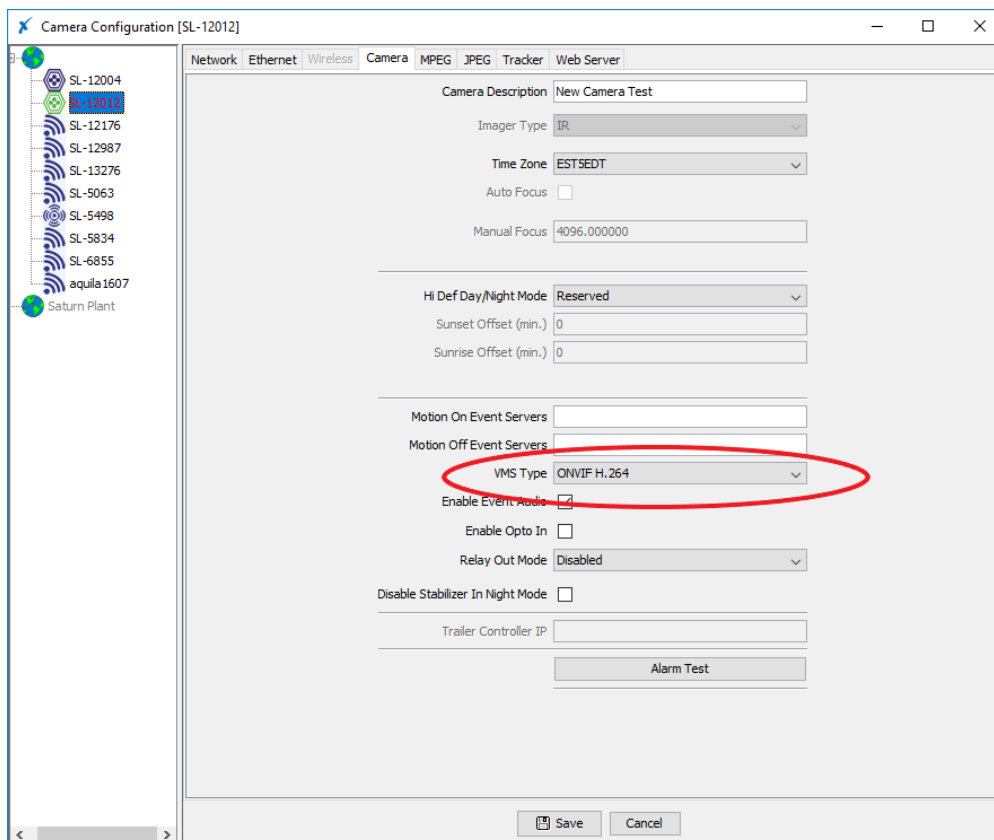 Camera Configuration [SL-12012]
SL-12004
SL-12012
SL-12176
SL-12987
SL-13276
SL-5063
SL-5498
SL-5834
SL-6855
aquila1607
Saturn Plant
Network Ethernet Wireless Camera MPEG JPEG Tracker Web Server
Camera Description New Camera Test
Imager Type IR
Time Zone EST5EDT
Auto Focus
Manual Focus 4096.000000
Hi Def Day/Night Mode Reserved
Sunset Offset (min.) 0
Sunrise Offset (min.) 0
Motion On Event Servers
Motion Off Event Servers
VMS Type ONVIF H.264
Enable Event Audio
Enable Opto In
Relay Out Mode Disabled
Disable Stabilizer In Night Mode
Trailer Controller IP
Alarm Test
Save Cancel